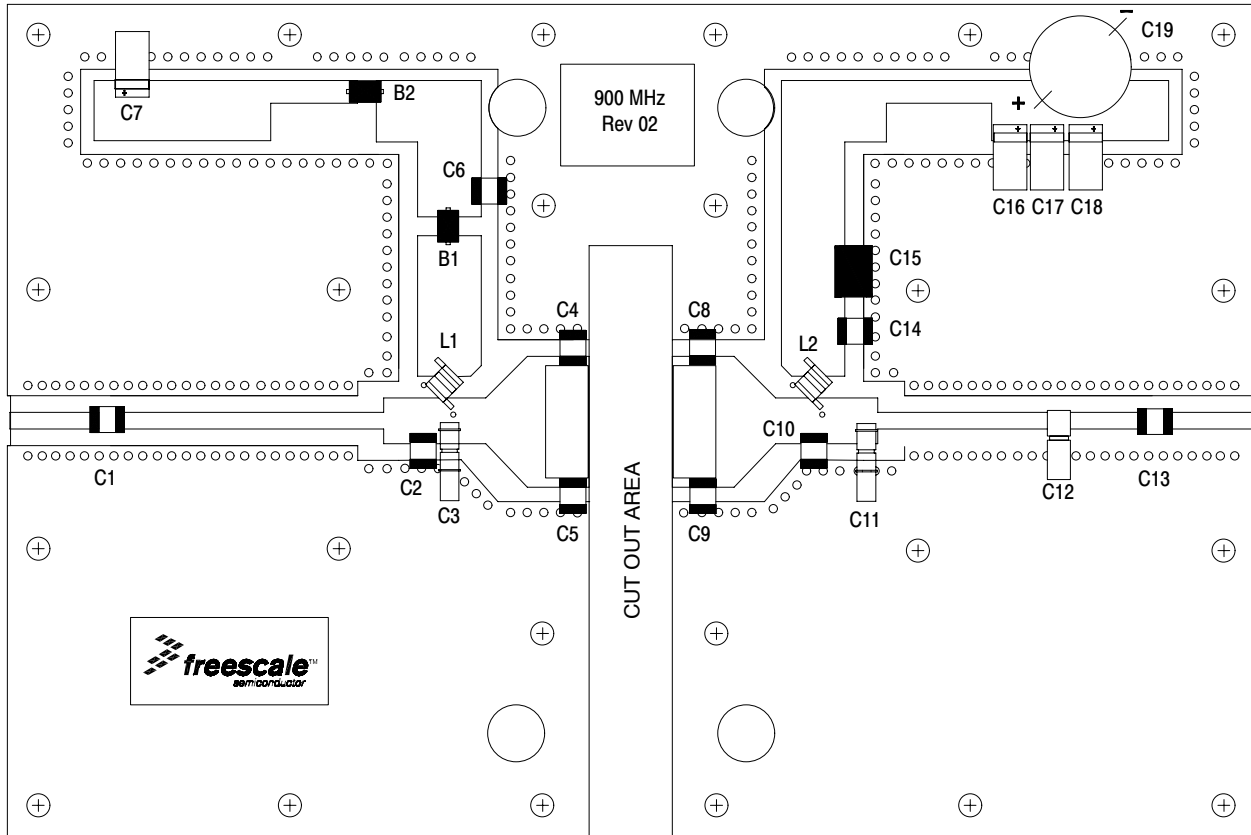 C19
C7
B2
900 MHz
Rev 02
C6
C16
C17
C18
B1
C15
C4
C8
C14
L1
L2
C10
C1
C2
C3
C5
C9
C11
C12
C13
CUT OUT AREA
freescale™
semiconductor